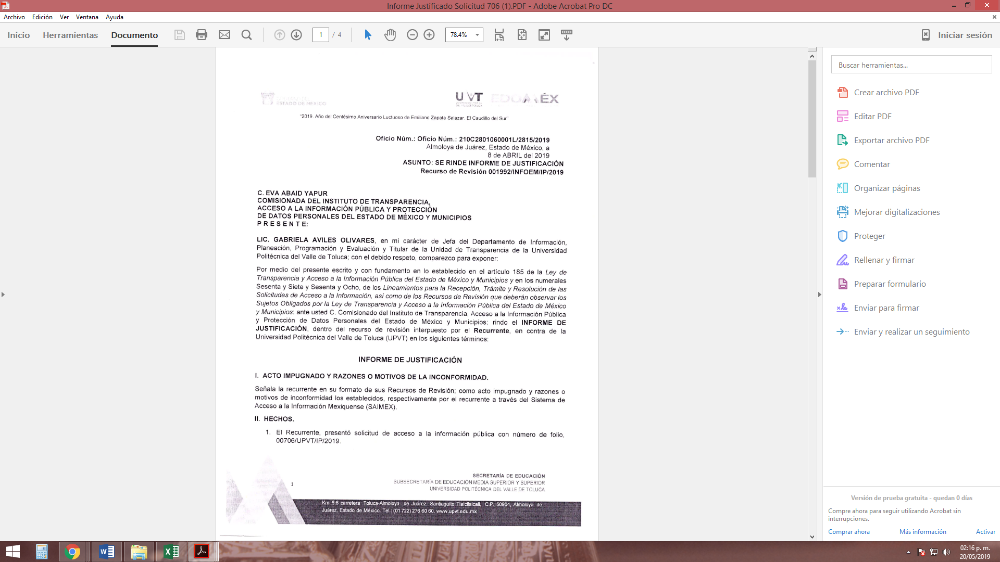 Informe Justificado Solicitud 706 (1).PDF - Adobe Acrobat Pro DC
Archivo Edición Ver Ventana Ayuda
Inicio Herramientas Documento 1 / 4 78.4% Iniciar sesión
ESTADO DE MÉXICO
UVT EDOMÉX
"2019. Año del Centésimo Aniversario Luctuoso de Emiliano Zapata Salazar. El Caudillo del Sur"
Oficio Núm.: Oficio Núm.: 210C2801060001L/2815/2019
Almoloya de Juárez, Estado de México, a
8 de ABRIL del 2019
ASUNTO: SE RINDE INFORME DE JUSTIFICACIÓN
Recurso de Revisión 001992/INFOEM/IP/2019
C. EVA ABAID YAPUR
COMISIONADA DEL INSTITUTO DE TRANSPARENCIA,
ACCESO A LA INFORMACIÓN PÚBLICA Y PROTECCIÓN
DE DATOS PERSONALES DEL ESTADO DE MÉXICO Y MUNICIPIOS
P R E S E N T E:
LIC. GABRIELA AVILES OLIVARES, en mi carácter de Jefa del Departamento de Información,
Planeación, Programación y Evaluación y Titular de la Unidad de Transparencia de la Universidad
Politécnica del Valle de Toluca; con el debido respeto, comparezco para exponer:
Por medio del presente escrito y con fundamento en lo establecido en el artículo 185 de la Ley de
Transparencia y Acceso a la Información Pública del Estado de México y Municipios y en los numerales
Sesenta y Siete y Sesenta y Ocho, de los Lineamientos para la Recepción, Trámite y Resolución de las
Solicitudes de Acceso a la Información, así como de los Recursos de Revisión que deberán observar los
Sujetos Obligados por la Ley de Transparencia y Acceso a la Información Pública del Estado de México
y Municipios: ante usted C. Comisionado del Instituto de Transparencia, Acceso a la Información Pública
y Protección de Datos Personales del Estado de México y Municipios; rindo el INFORME DE
JUSTIFICACIÓN, dentro del recurso de revisión interpuesto por el Recurrente, en contra de la
Universidad Politécnica del Valle de Toluca (UPVT) en los siguientes términos:
INFORME DE JUSTIFICACIÓN
I. ACTO IMPUGNADO Y RAZONES O MOTIVOS DE LA INCONFORMIDAD.
Señala la recurrente en su formato de sus Recursos de Revisión; como acto impugnado y razones o
motivos de inconformidad los establecidos, respectivamente por el recurrente a través del Sistema de
Acceso a la Información Mexiquense (SAIMEX).
II. HECHOS.
1. El Recurrente, presentó solicitud de acceso a la información pública con número de folio,
00706/UPVT/IP/2019.
SECRETARÍA DE EDUCACIÓN
SUBSECRETARÍA DE EDUCACIÓN MEDIA SUPERIOR Y SUPERIOR
UNIVERSIDAD POLITÉCNICA DEL VALLE DE TOLUCA
1
Km 5.6 carretera Toluca-Almoloya de Juárez, Santiaguito Tlalcilalcali, C.P. 50904, Almoloya de
Juárez, Estado de México. Tel.: (01 722) 276 60 60. www.upvt.edu.mx
Buscar herramientas...
Crear archivo PDF
Editar PDF
Exportar archivo PDF
Comentar
Organizar páginas
Mejorar digitalizaciones
Proteger
Rellenar y firmar
Preparar formulario
Enviar para firmar
Enviar y realizar un seguimiento
Versión de prueba gratuita - quedan 0 días
Compre ahora para seguir utilizando Acrobat sin
interrupciones.
Comprar ahora Más información Activar
02:16 p. m.
20/05/2019